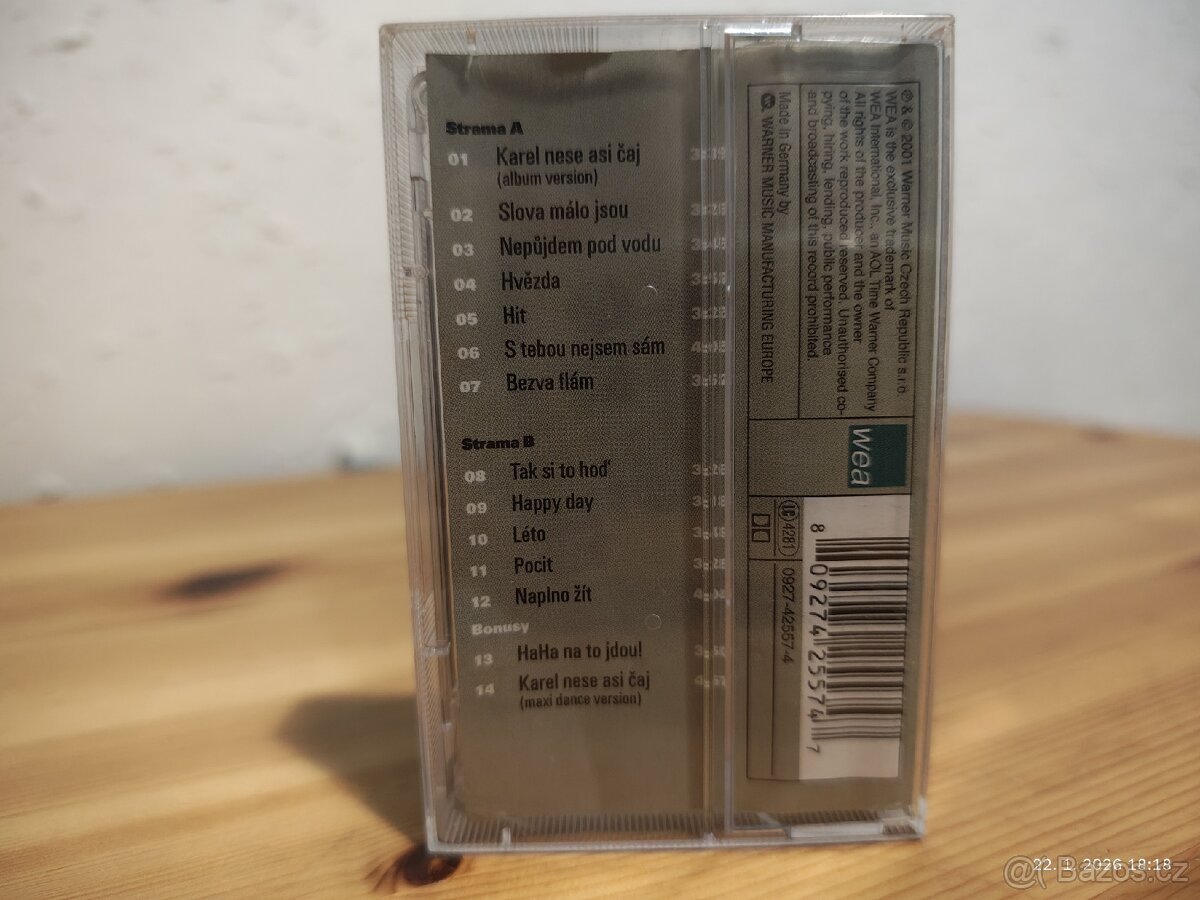 Strama A
01 Karel nese asi čaj
(album version)
02 Slova málo jsou
03 Nepůjdem pod vodu
04 Hvězda
05 Hit
06 S tebou nejsem sám
07 Bezva flám
Strama B
08 Tak si to hoď
09 Happy day
10 Léto
11 Pocit
12 Naplno žít
Bonusy
13 HaHa na to jdou!
14 Karel nese asi čaj
(maxi dance version)
℗ & © 2001 Warner Music Czech Republic s.r.o.
WEA is the exclusive trademark of
WEA International, Inc., an AOL Time Warner Company
All rights of the producer and the owner
of the work reproduced reserved. Unauthorised co-
pying, hiring, lending, public performance
and broadcasting of this record prohibited.
Made in Germany by
WARNER MUSIC MANUFACTURING EUROPE
wea
LC 4281
0927-42557-4
8 09274 25574 7
22. 1. 2026 18:18
@( Bazos.cz